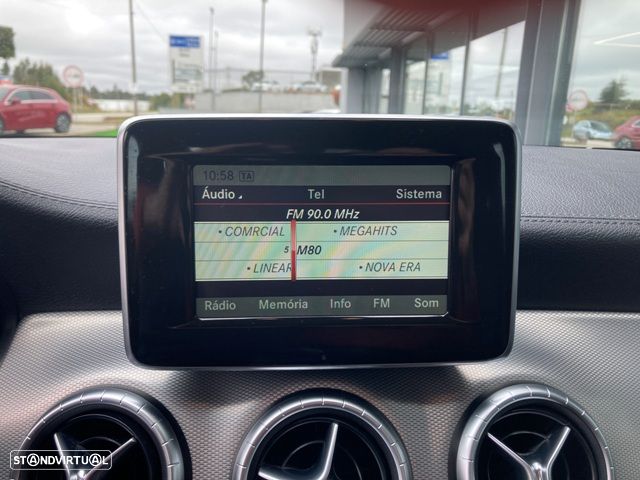 10:58 TA
Áudio Tel Sistema
FM 90.0 MHz
• COMRCIAL • MEGAHITS
5 • M80
• LINEAR • NOVA ERA
Rádio Memória Info FM Som
STANDVIRTUAL